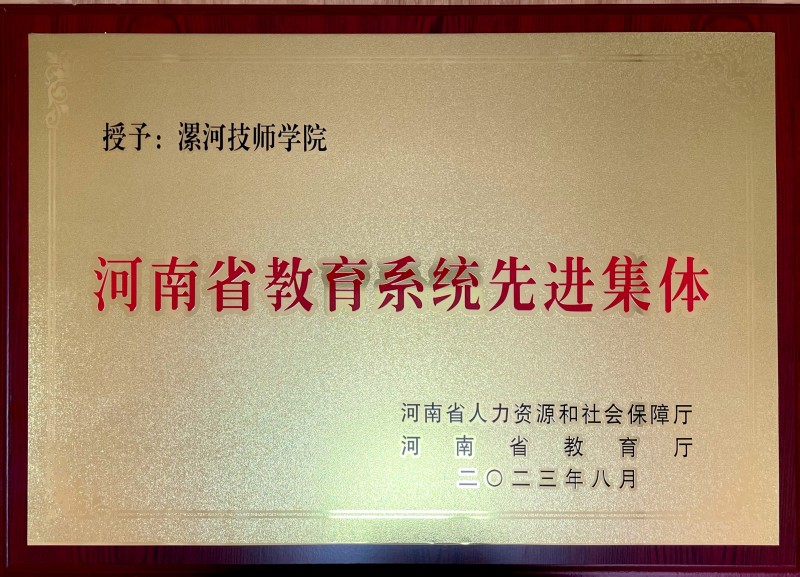 授予：漯河技师学院
河南省教育系统先进集体
河南省人力资源和社会保障厅
河南省教育厅
二〇二三年八月